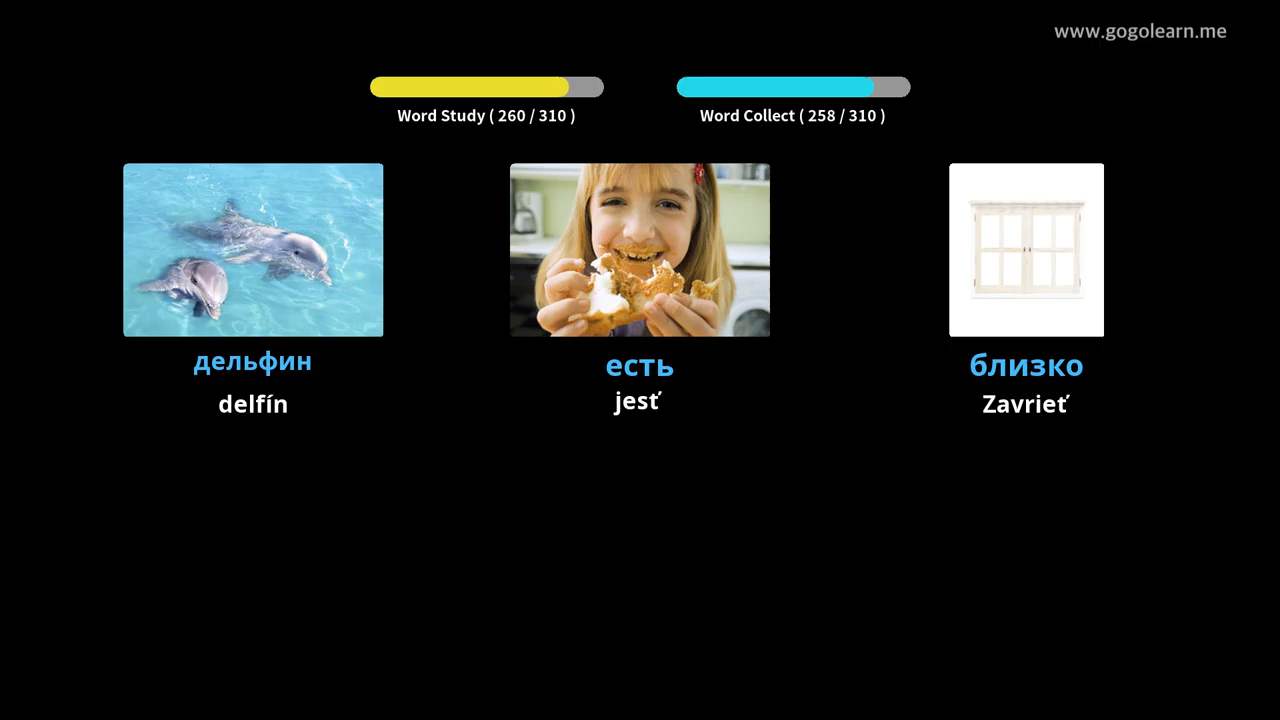 www.gogolearn.me
Word Study ( 260 / 310 )
Word Collect ( 258 / 310 )
дельфин
есть
близко
delfín
jesť
Zavrieť